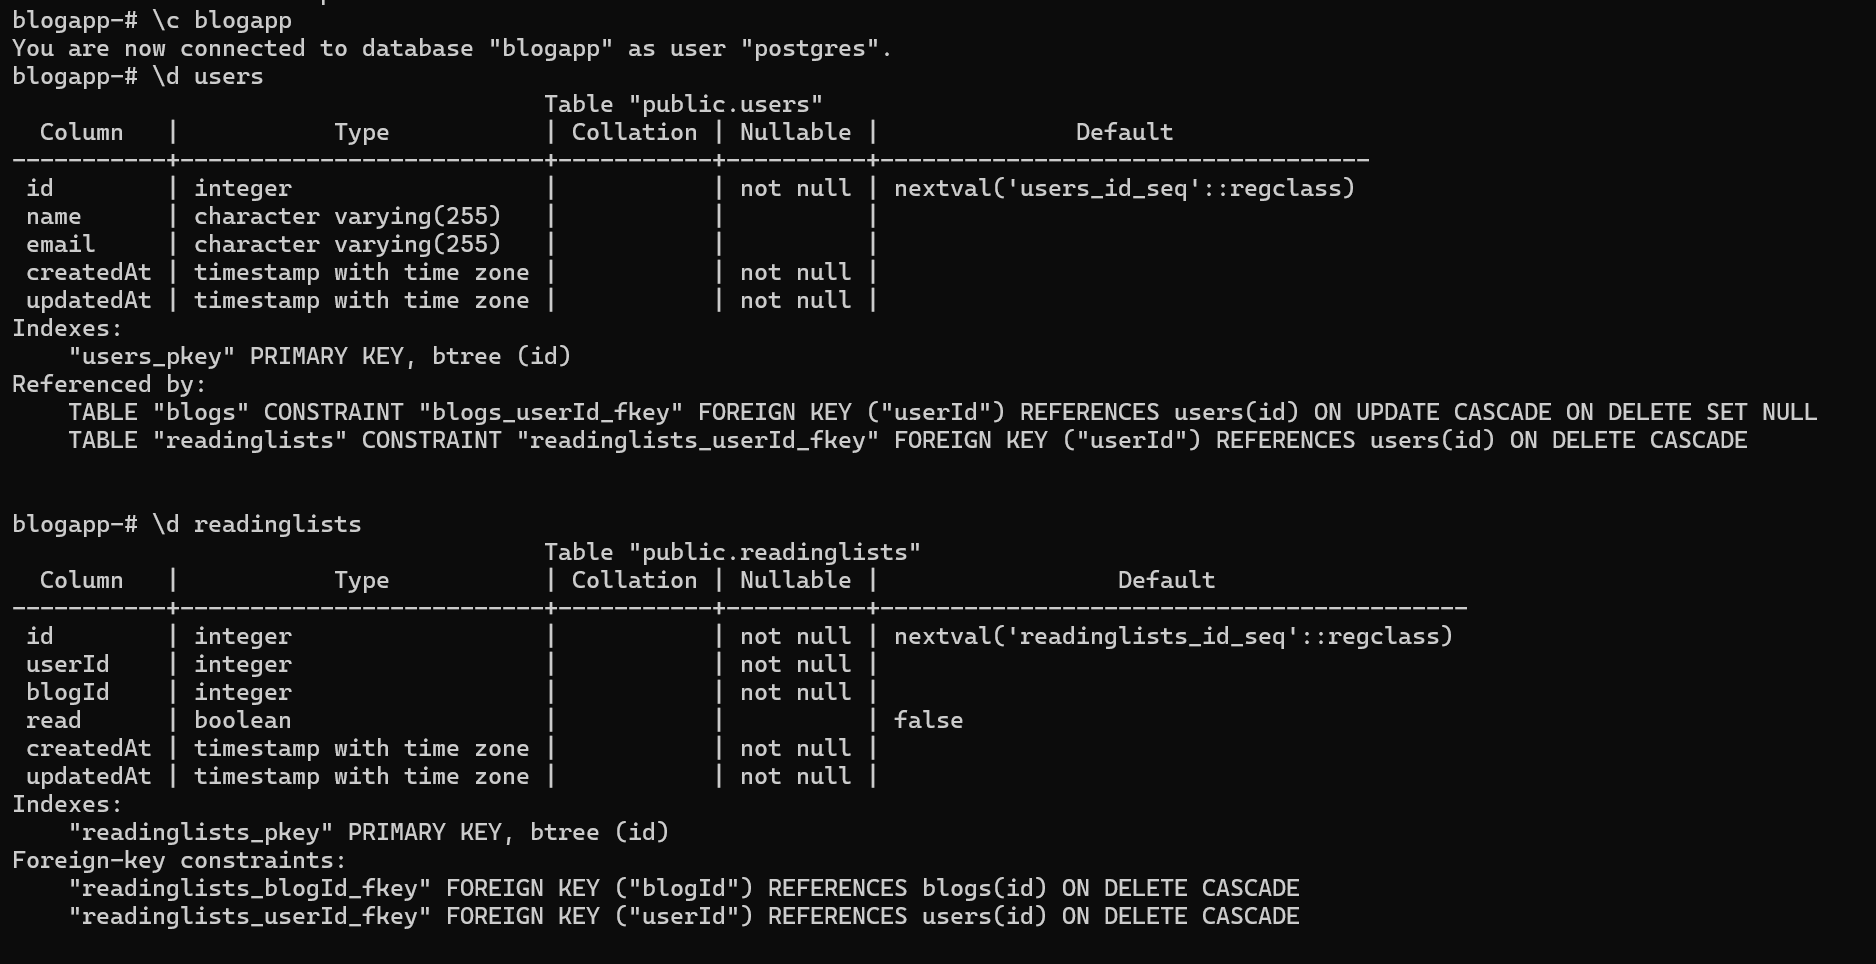 blogapp-# \c blogapp
You are now connected to database "blogapp" as user "postgres".
blogapp-# \d users
                                      Table "public.users"
  Column   |           Type           | Collation | Nullable |              Default
-----------+--------------------------+-----------+----------+-----------------------------------
 id        | integer                  |           | not null | nextval('users_id_seq'::regclass)
 name      | character varying(255)   |           |          |
 email     | character varying(255)   |           |          |
 createdAt | timestamp with time zone |           | not null |
 updatedAt | timestamp with time zone |           | not null |
Indexes:
    "users_pkey" PRIMARY KEY, btree (id)
Referenced by:
    TABLE "blogs" CONSTRAINT "blogs_userId_fkey" FOREIGN KEY ("userId") REFERENCES users(id) ON UPDATE CASCADE ON DELETE SET NULL
    TABLE "readinglists" CONSTRAINT "readinglists_userId_fkey" FOREIGN KEY ("userId") REFERENCES users(id) ON DELETE CASCADE
blogapp-# \d readinglists
                                      Table "public.readinglists"
  Column   |           Type           | Collation | Nullable |                 Default
-----------+--------------------------+-----------+----------+------------------------------------------
 id        | integer                  |           | not null | nextval('readinglists_id_seq'::regclass)
 userId    | integer                  |           | not null |
 blogId    | integer                  |           | not null |
 read      | boolean                  |           |          | false
 createdAt | timestamp with time zone |           | not null |
 updatedAt | timestamp with time zone |           | not null |
Indexes:
    "readinglists_pkey" PRIMARY KEY, btree (id)
Foreign-key constraints:
    "readinglists_blogId_fkey" FOREIGN KEY ("blogId") REFERENCES blogs(id) ON DELETE CASCADE
    "readinglists_userId_fkey" FOREIGN KEY ("userId") REFERENCES users(id) ON DELETE CASCADE